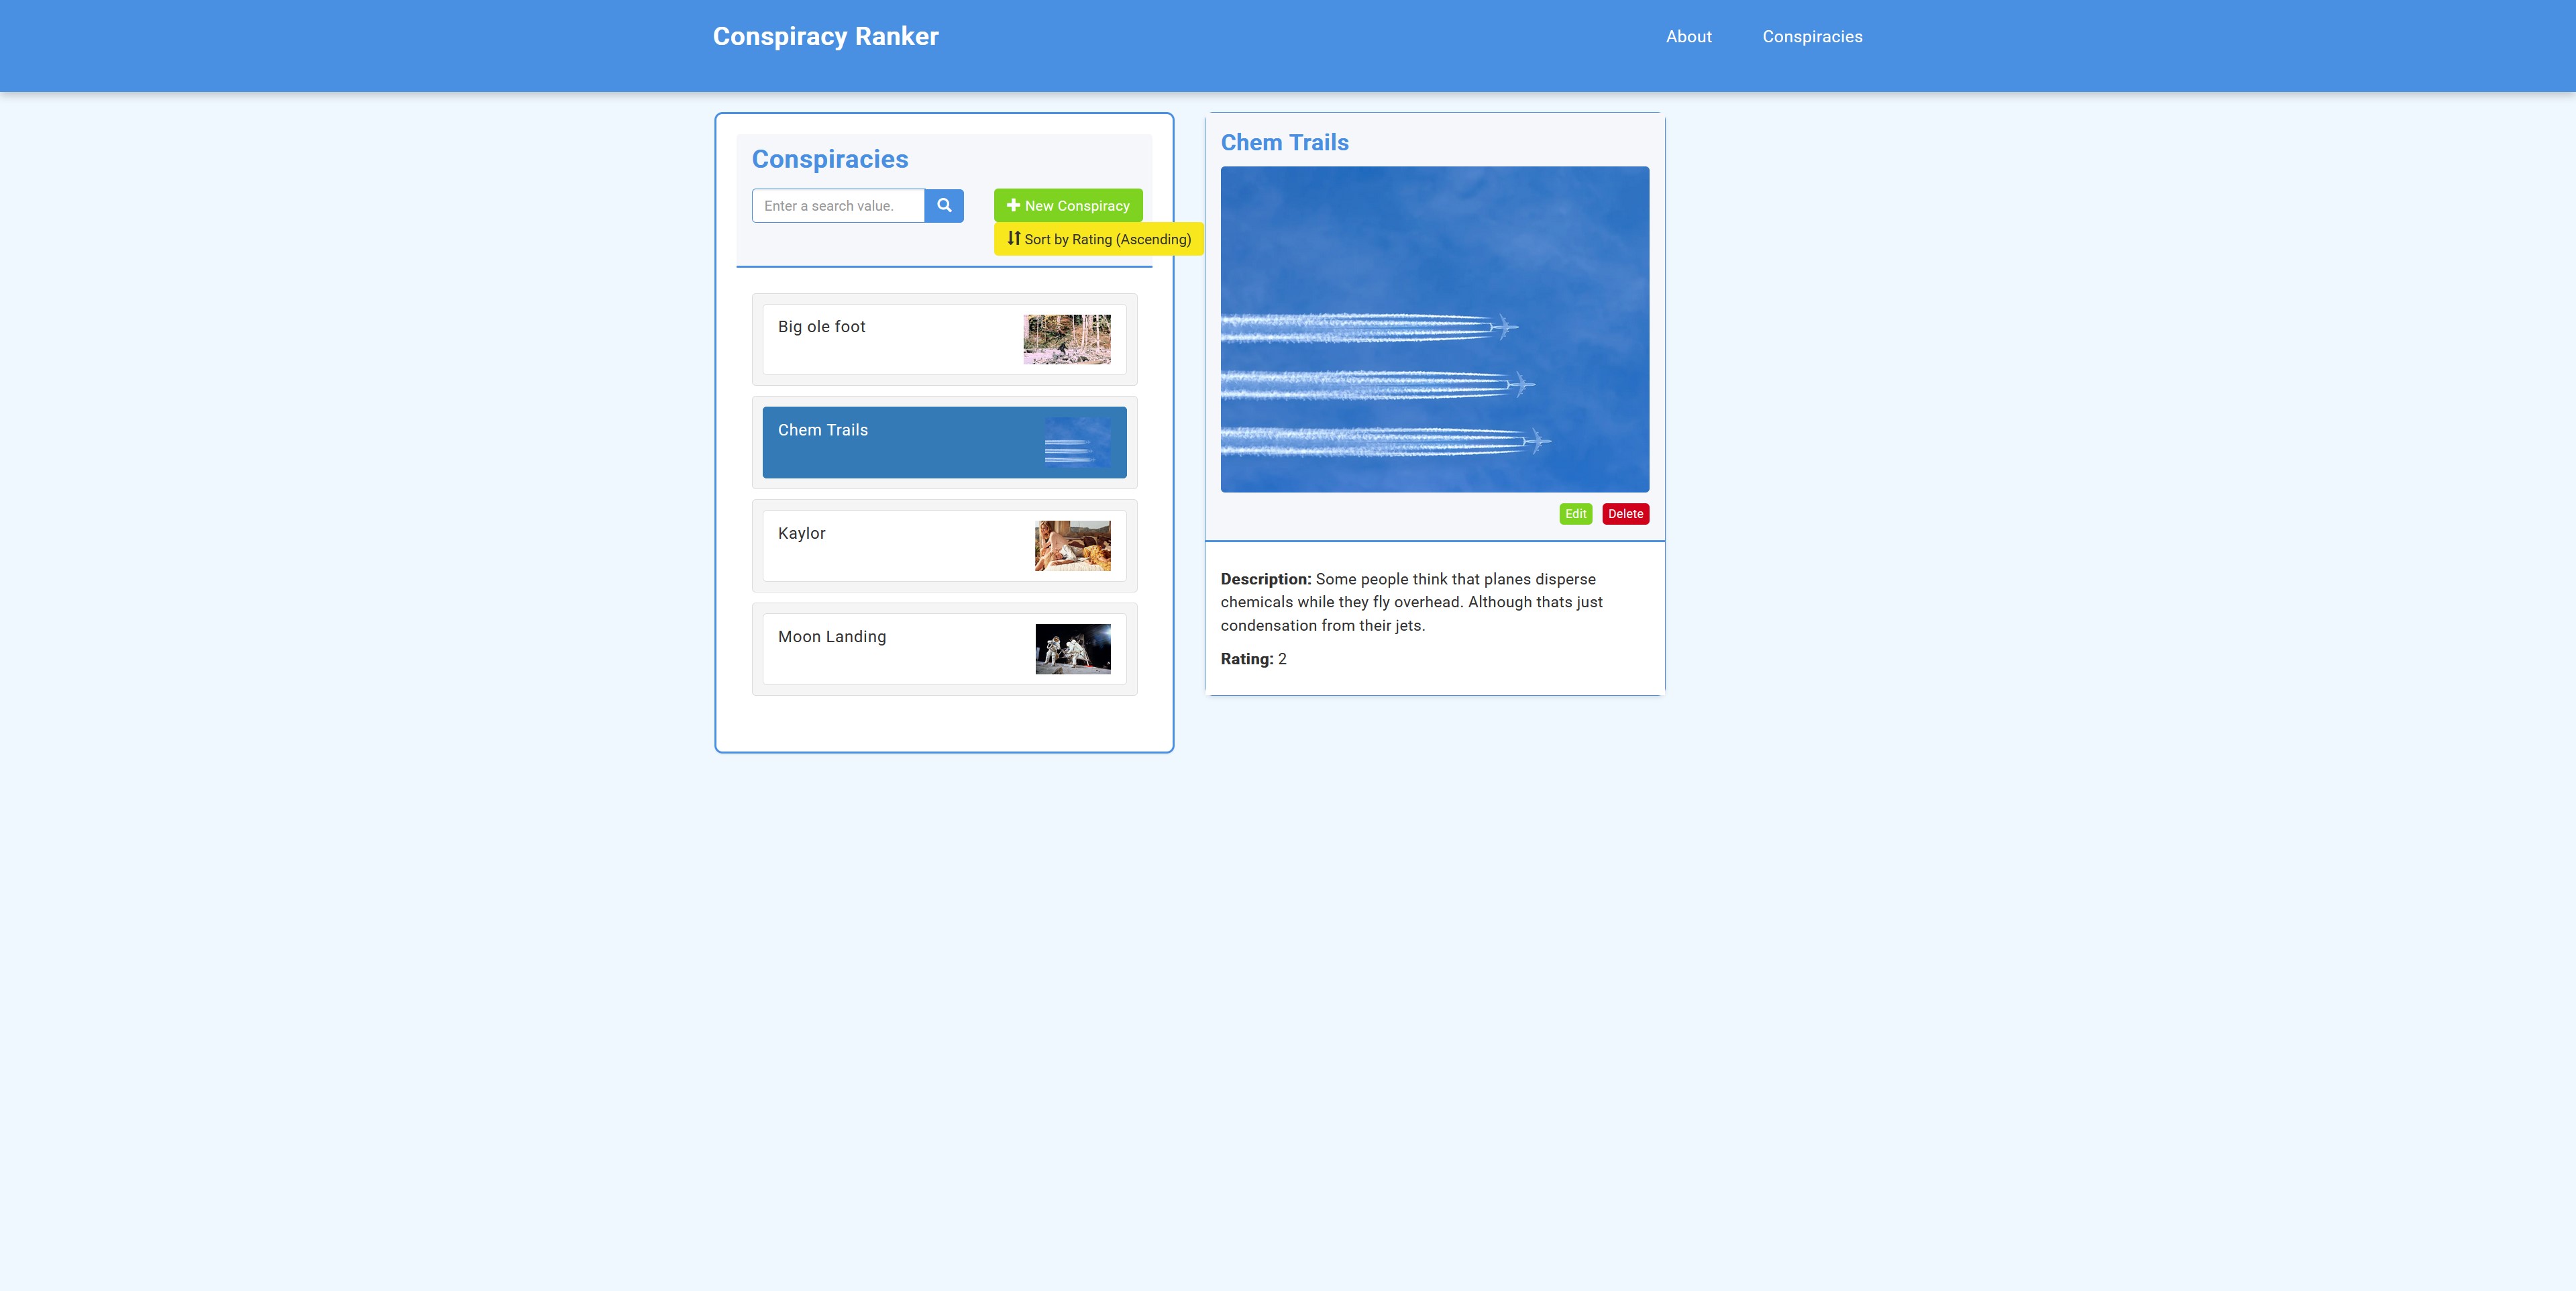 Conspiracy Ranker
About
Conspiracies
Conspiracies
Enter a search value.
New Conspiracy
Sort by Rating (Ascending)
Big ole foot
Chem Trails
Kaylor
Moon Landing
Chem Trails
Edit
Delete
Description: Some people think that planes disperse
chemicals while they fly overhead. Although thats just
condensation from their jets.
Rating: 2